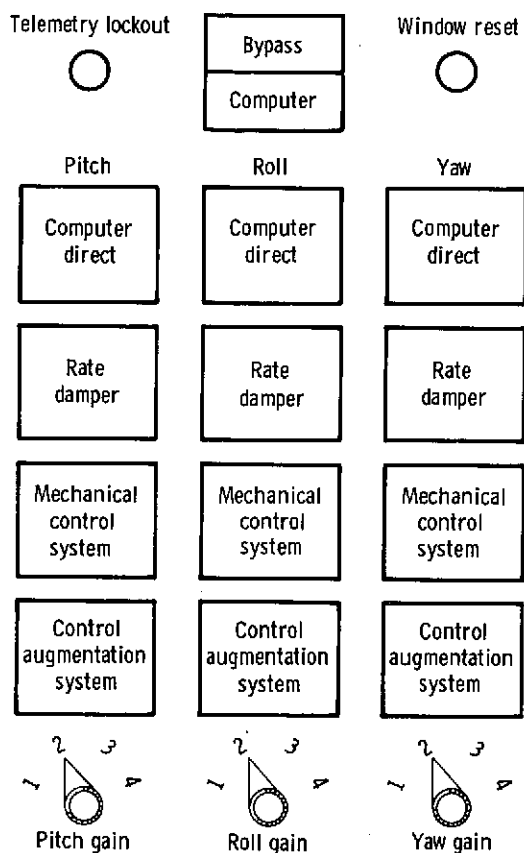 Telemetry lockout
Bypass
Computer
Window reset
Pitch
Roll
Yaw
Computer
direct
Computer
direct
Computer
direct
Rate
damper
Rate
damper
Rate
damper
Mechanical
control
system
Mechanical
control
system
Mechanical
control
system
Control
augmentation
system
Control
augmentation
system
Control
augmentation
system
1 2 3 4
1 2 3 4
1 2 3 4
Pitch gain
Roll gain
Yaw gain